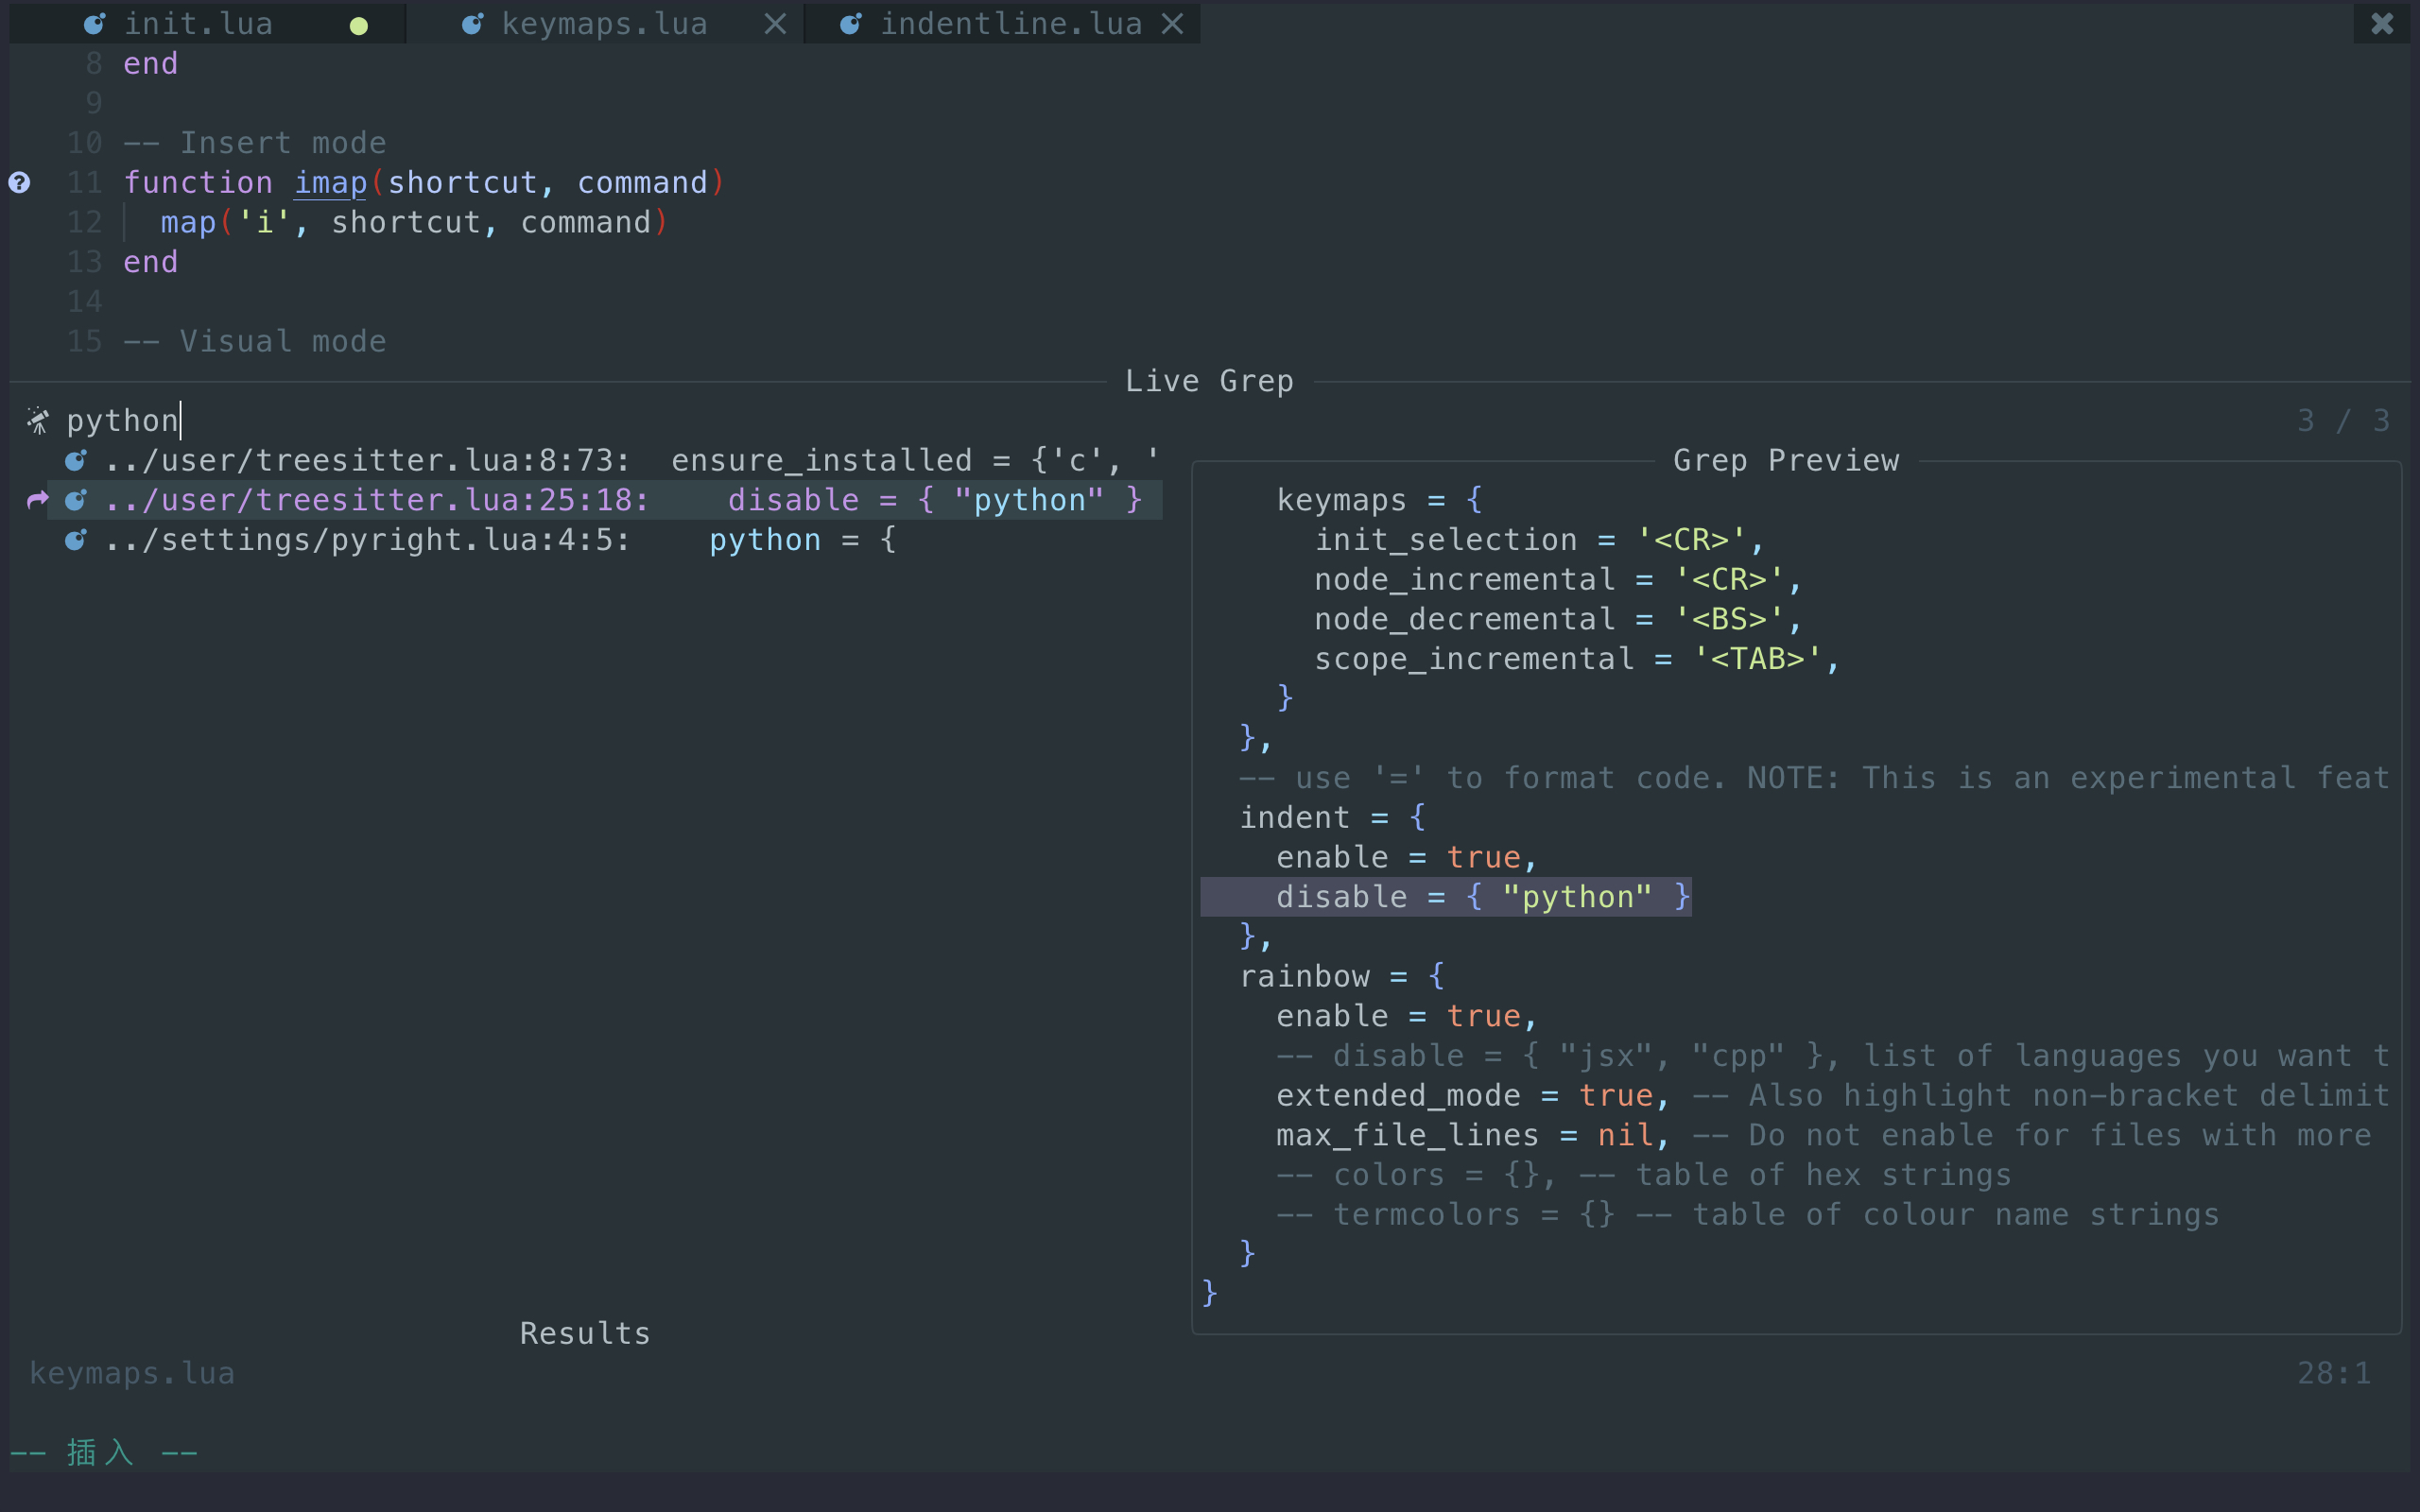 init.lua keymaps.lua indentline.lua
8 end
9
10 -- Insert mode
11 function imap(shortcut, command)
12 map('i', shortcut, command)
13 end
14
15 -- Visual mode
Live Grep
python 3 / 3
../user/treesitter.lua:8:73: ensure_installed = {'c', '
../user/treesitter.lua:25:18: disable = { "python" }
../settings/pyright.lua:4:5: python = {
Results
Grep Preview
keymaps = {
init_selection = '<CR>',
node_incremental = '<CR>',
node_decremental = '<BS>',
scope_incremental = '<TAB>',
}
},
-- use '=' to format code. NOTE: This is an experimental feat
indent = {
enable = true,
disable = { "python" }
},
rainbow = {
enable = true,
-- disable = { "jsx", "cpp" }, list of languages you want t
extended_mode = true, -- Also highlight non-bracket delimit
max_file_lines = nil, -- Do not enable for files with more
-- colors = {}, -- table of hex strings
-- termcolors = {} -- table of colour name strings
}
}
keymaps.lua 28:1
-- 插入 --